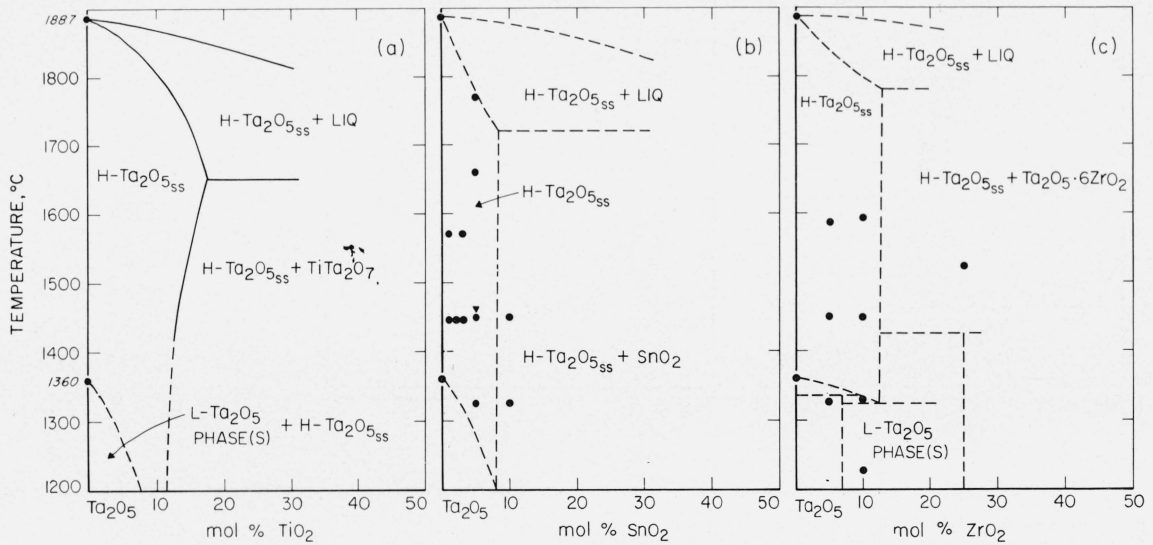 TEMPERATURE, °C
1887
1800
1700
1600
1500
1400
1360
1300
1200
(a)
H-Ta2O5ss + LIQ
H-Ta2O5ss
H-Ta2O5ss + TiTa2O7
L-Ta2O5 + H-Ta2O5ss
PHASE(S)
Ta2O5 10 20 30 40 50
mol % TiO2
(b)
H-Ta2O5ss + LIQ
H-Ta2O5ss
H-Ta2O5ss + SnO2
Ta2O5 10 20 30 40 50
mol % SnO2
(c)
H-Ta2O5ss + LIQ
H-Ta2O5ss
H-Ta2O5ss + Ta2O5·6ZrO2
L-Ta2O5
PHASE(S)
Ta2O5 10 20 30 40 50
mol % ZrO2